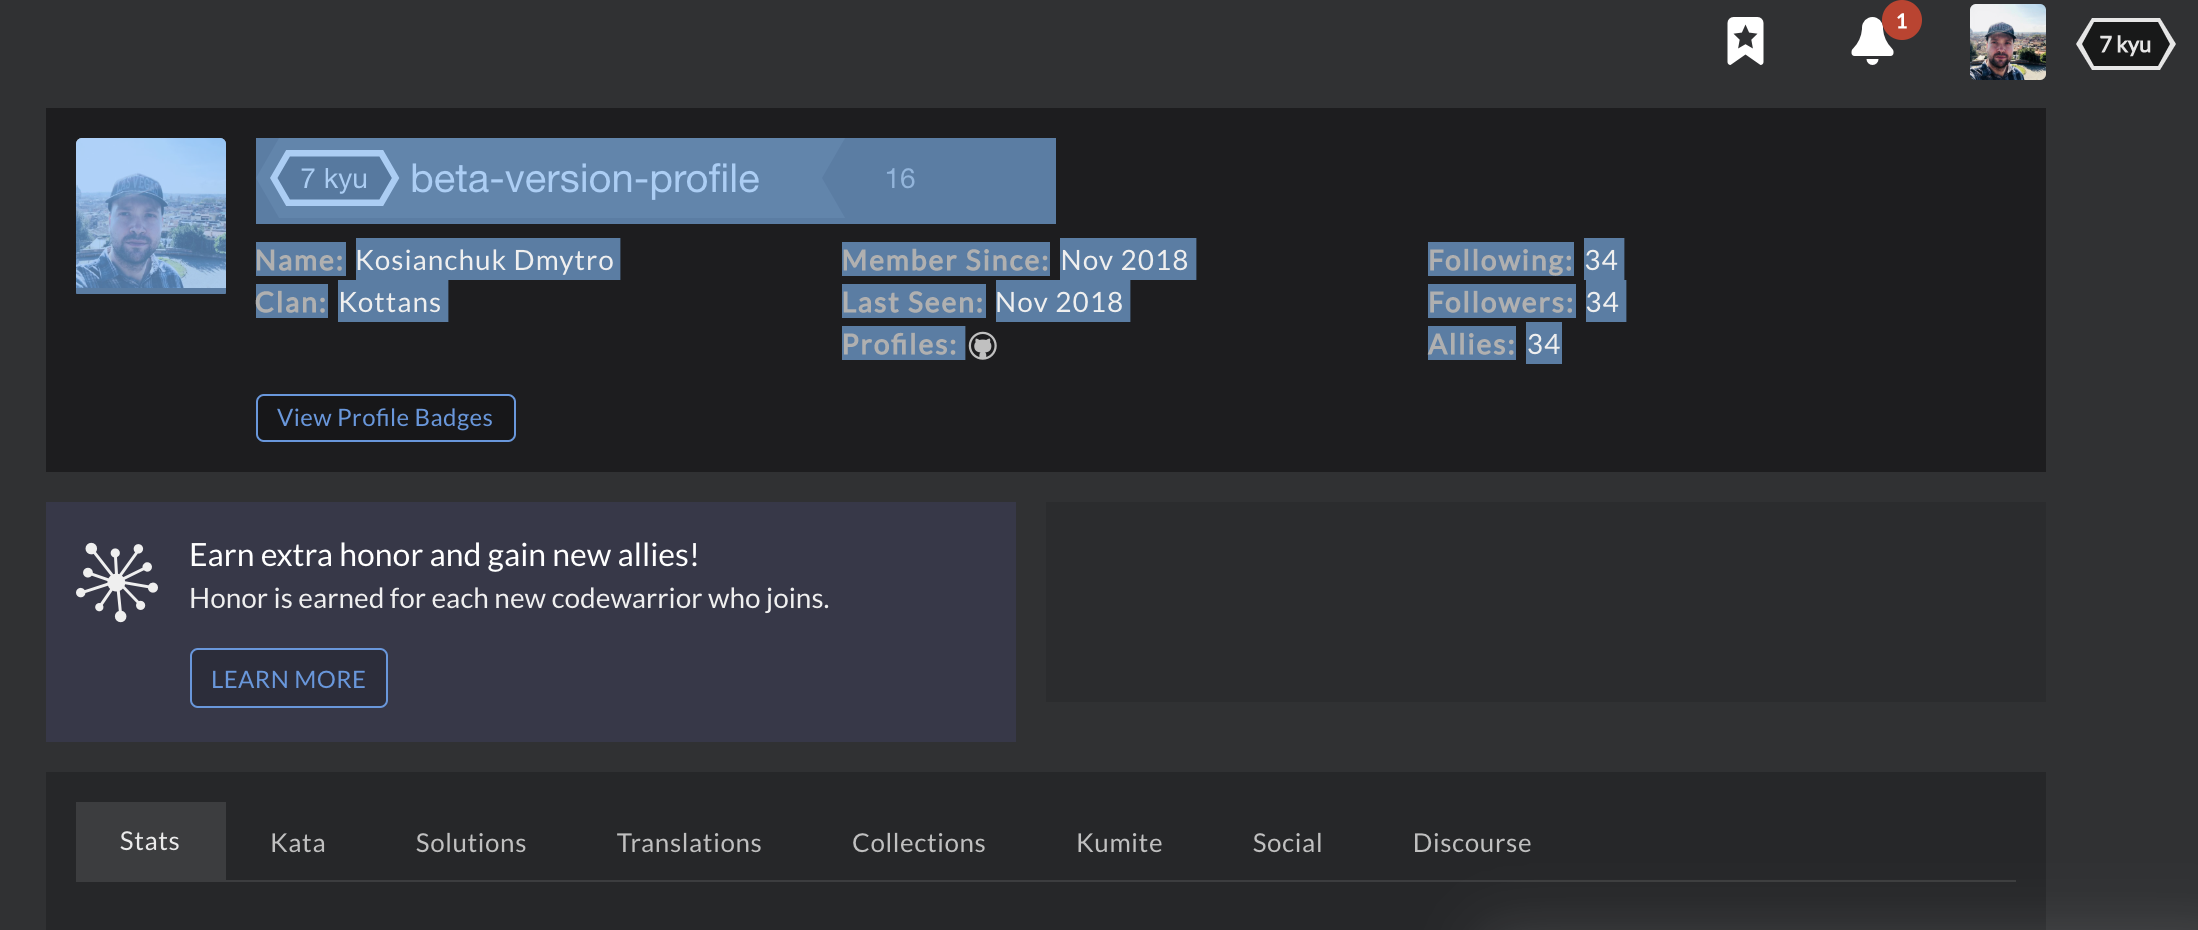 1
7 kyu
7 kyu beta-version-profile 16
Name: Kosianchuk Dmytro
Clan: Kottans
Member Since: Nov 2018
Last Seen: Nov 2018
Profiles:
Following: 34
Followers: 34
Allies: 34
View Profile Badges
Earn extra honor and gain new allies!
Honor is earned for each new codewarrior who joins.
LEARN MORE
Stats Kata Solutions Translations Collections Kumite Social Discourse